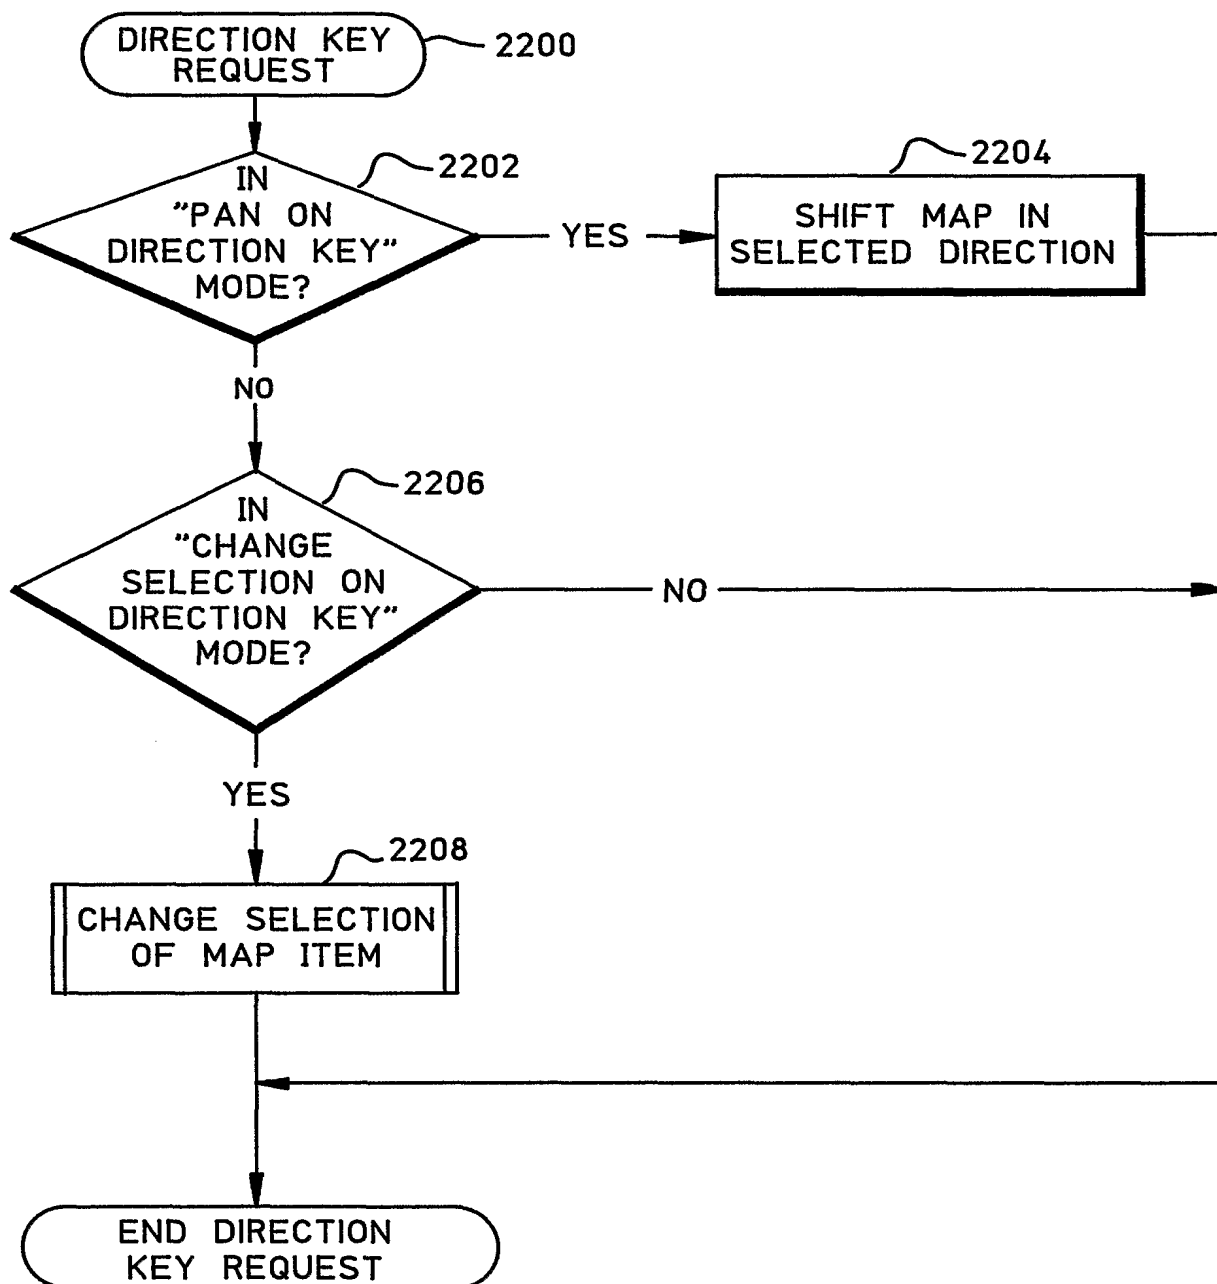 DIRECTION KEY
REQUEST
2200
2202
IN
"PAN ON
DIRECTION KEY"
MODE?
YES
2204
SHIFT MAP IN
SELECTED DIRECTION
NO
2206
IN
"CHANGE
SELECTION ON
DIRECTION KEY"
MODE?
NO
YES
2208
CHANGE SELECTION
OF MAP ITEM
END DIRECTION
KEY REQUEST